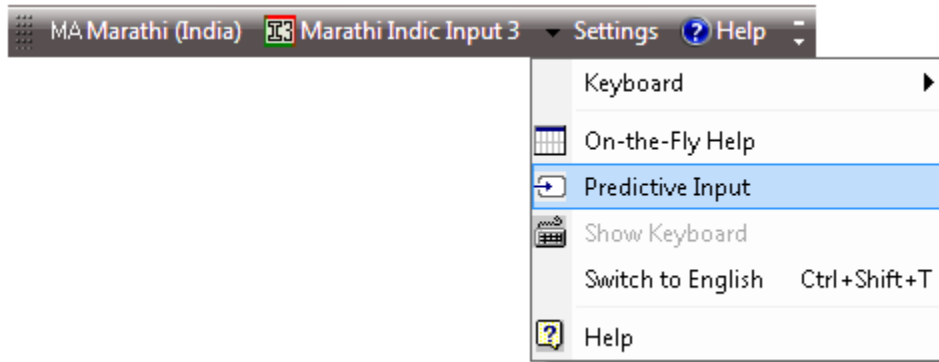 MA Marathi (India) I3 Marathi Indic Input 3 Settings ? Help
Keyboard
On-the-Fly Help
Predictive Input
Show Keyboard
Switch to English Ctrl+Shift+T
? Help